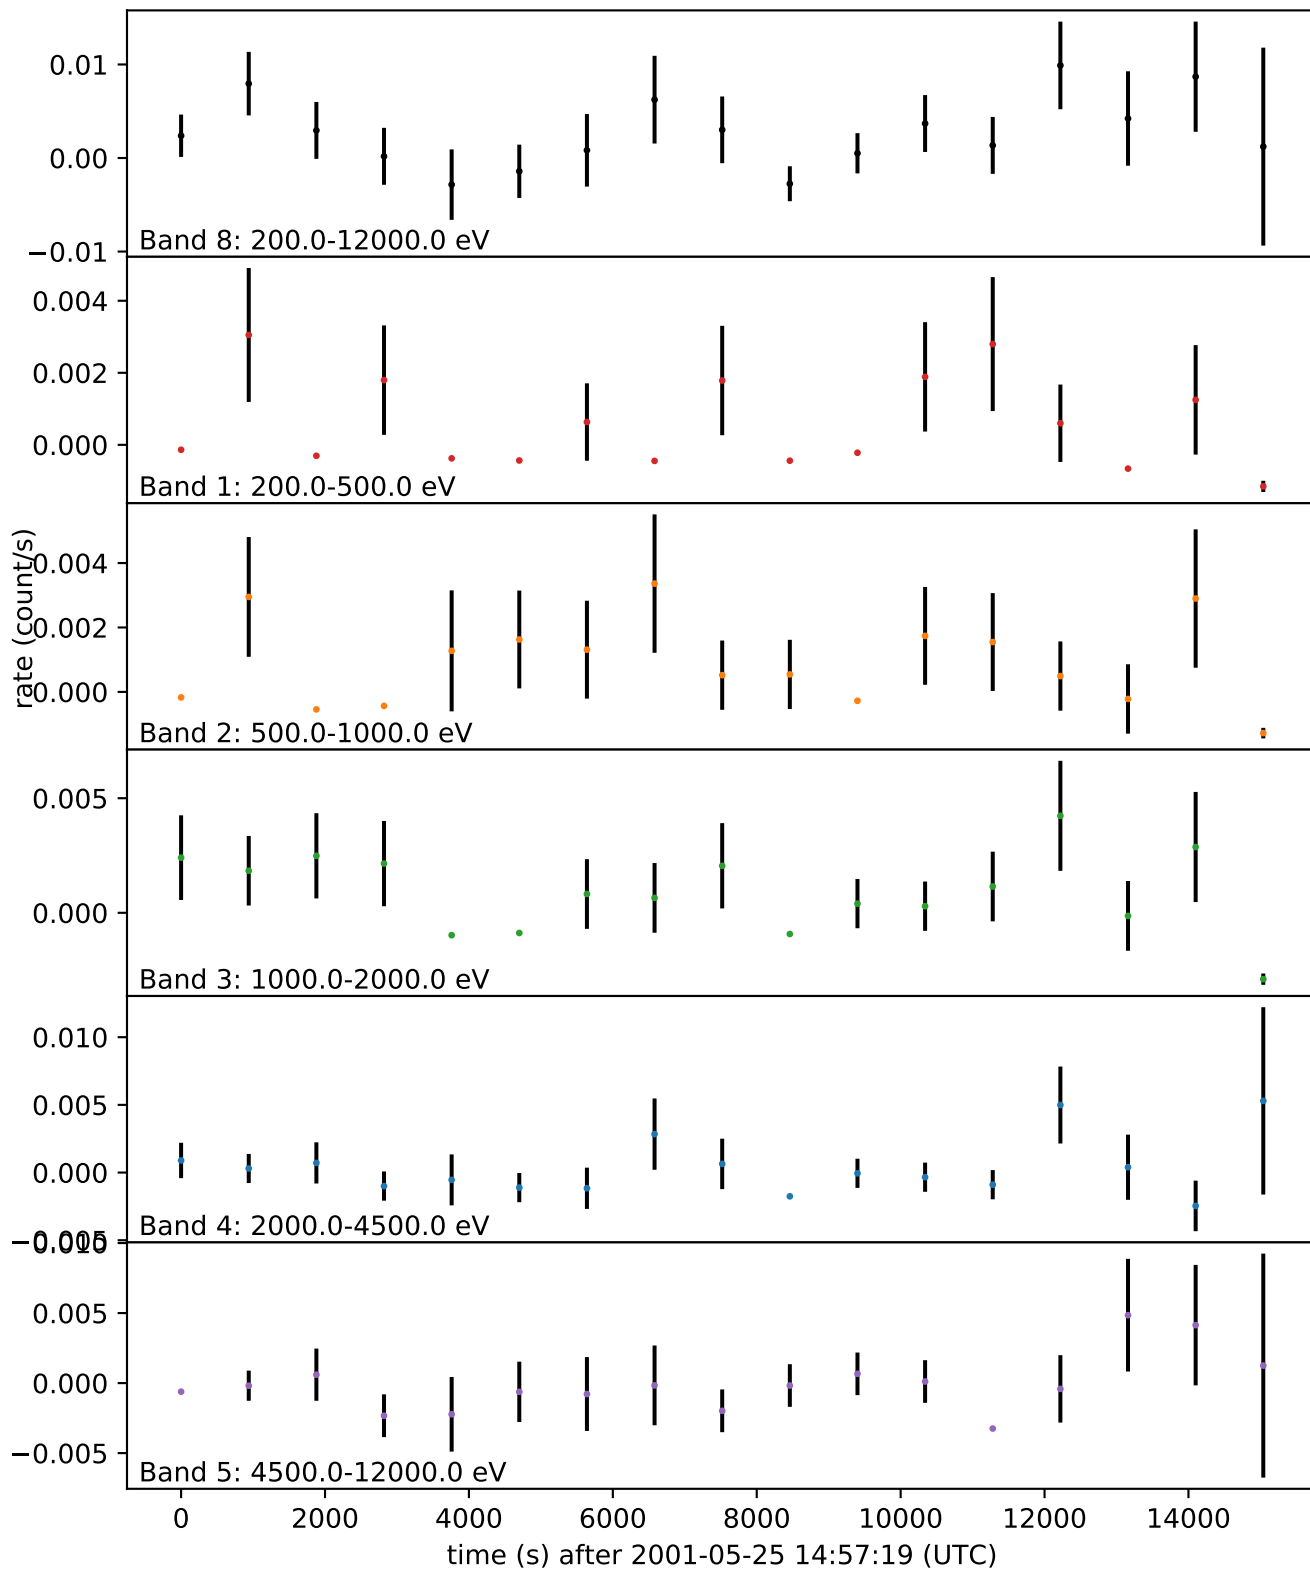 0.01
0.00
−0.01
Band 8: 200.0-12000.0 eV
0.004
0.002
0.000
Band 1: 200.0-500.0 eV
rate (count/s)
0.004
0.002
0.000
Band 2: 500.0-1000.0 eV
0.005
0.000
Band 3: 1000.0-2000.0 eV
0.010
0.005
0.000
−0.005
Band 4: 2000.0-4500.0 eV
0.010
0.005
0.000
−0.005
Band 5: 4500.0-12000.0 eV
0 2000 4000 6000 8000 10000 12000 14000
time (s) after 2001-05-25 14:57:19 (UTC)